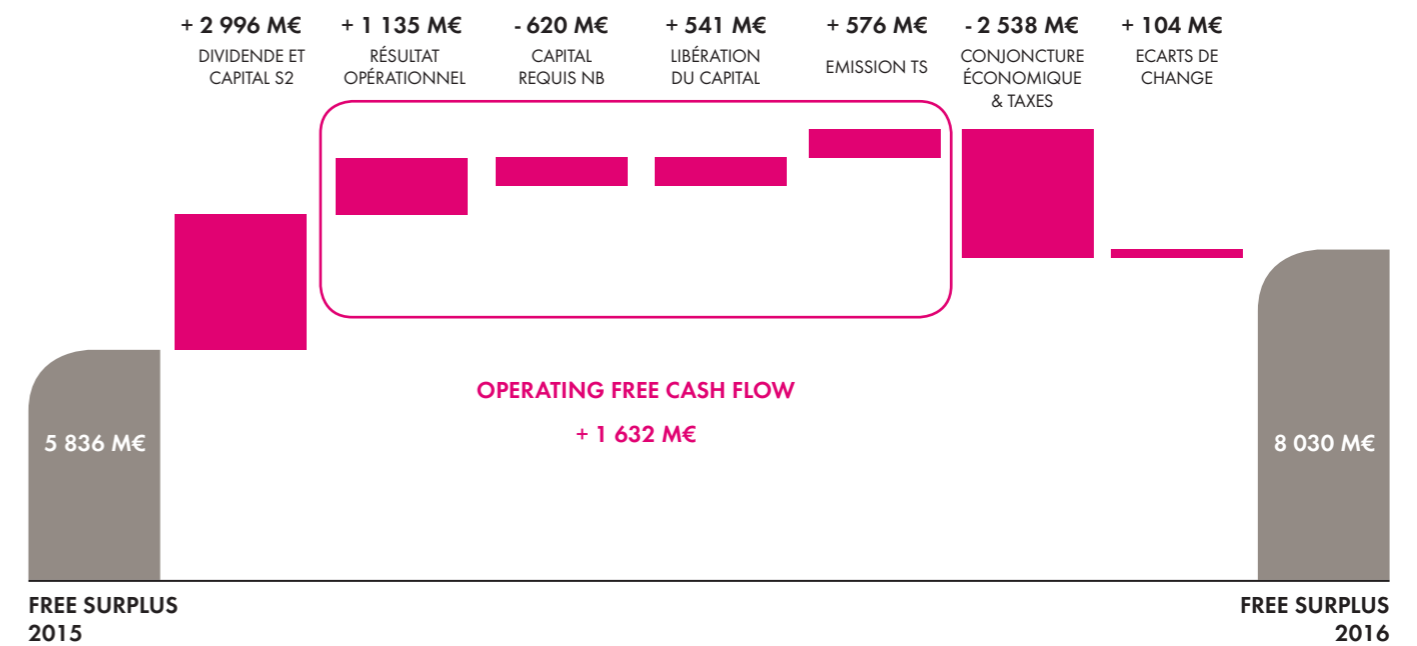 + 2 996 M€
DIVIDENDE ET
CAPITAL S2
+ 1 135 M€
RÉSULTAT
OPÉRATIONNEL
- 620 M€
CAPITAL
REQUIS NB
+ 541 M€
LIBÉRATION
DU CAPITAL
+ 576 M€
EMISSION TS
- 2 538 M€
CONJONCTURE
ÉCONOMIQUE
& TAXES
+ 104 M€
ECARTS DE
CHANGE
OPERATING FREE CASH FLOW
+ 1 632 M€
5 836 M€
8 030 M€
FREE SURPLUS
2015
FREE SURPLUS
2016